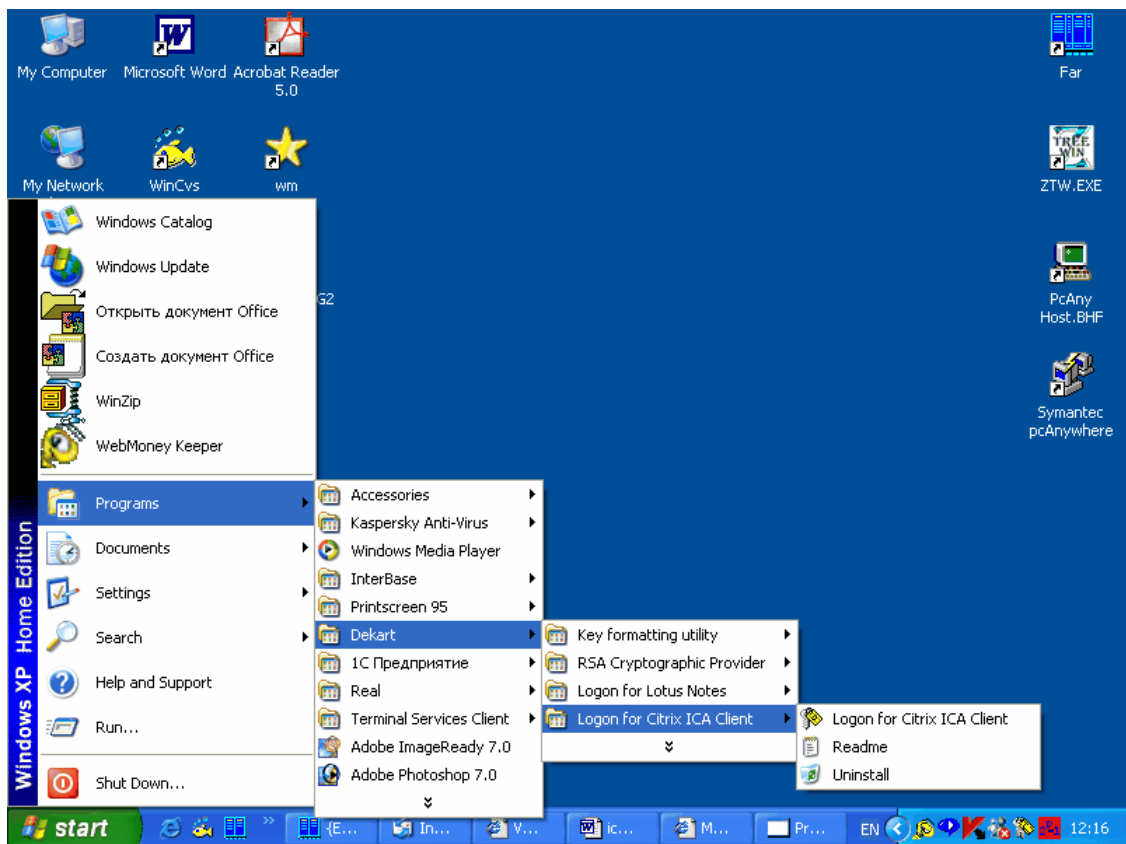 My Computer
Microsoft Word
Acrobat Reader
5.0
Far
My Network
WinCvs
wm
ZTW.EXE
TREE
WIN
G2
PcAny
Host.BHF
Symantec
pcAnywhere
Windows XP Home Edition
Windows Catalog
Windows Update
Открыть документ Office
Создать документ Office
WinZip
WebMoney Keeper
Programs
Documents
Settings
Search
Help and Support
Run...
Shut Down...
Accessories
Kaspersky Anti-Virus
Windows Media Player
InterBase
Printscreen 95
Dekart
1С Предприятие
Real
Terminal Services Client
Adobe ImageReady 7.0
Adobe Photoshop 7.0
Key formatting utility
RSA Cryptographic Provider
Logon for Lotus Notes
Logon for Citrix ICA Client
Logon for Citrix ICA Client
Readme
Uninstall
start
{E...
In...
V...
ic...
M...
Pr...
EN
12:16